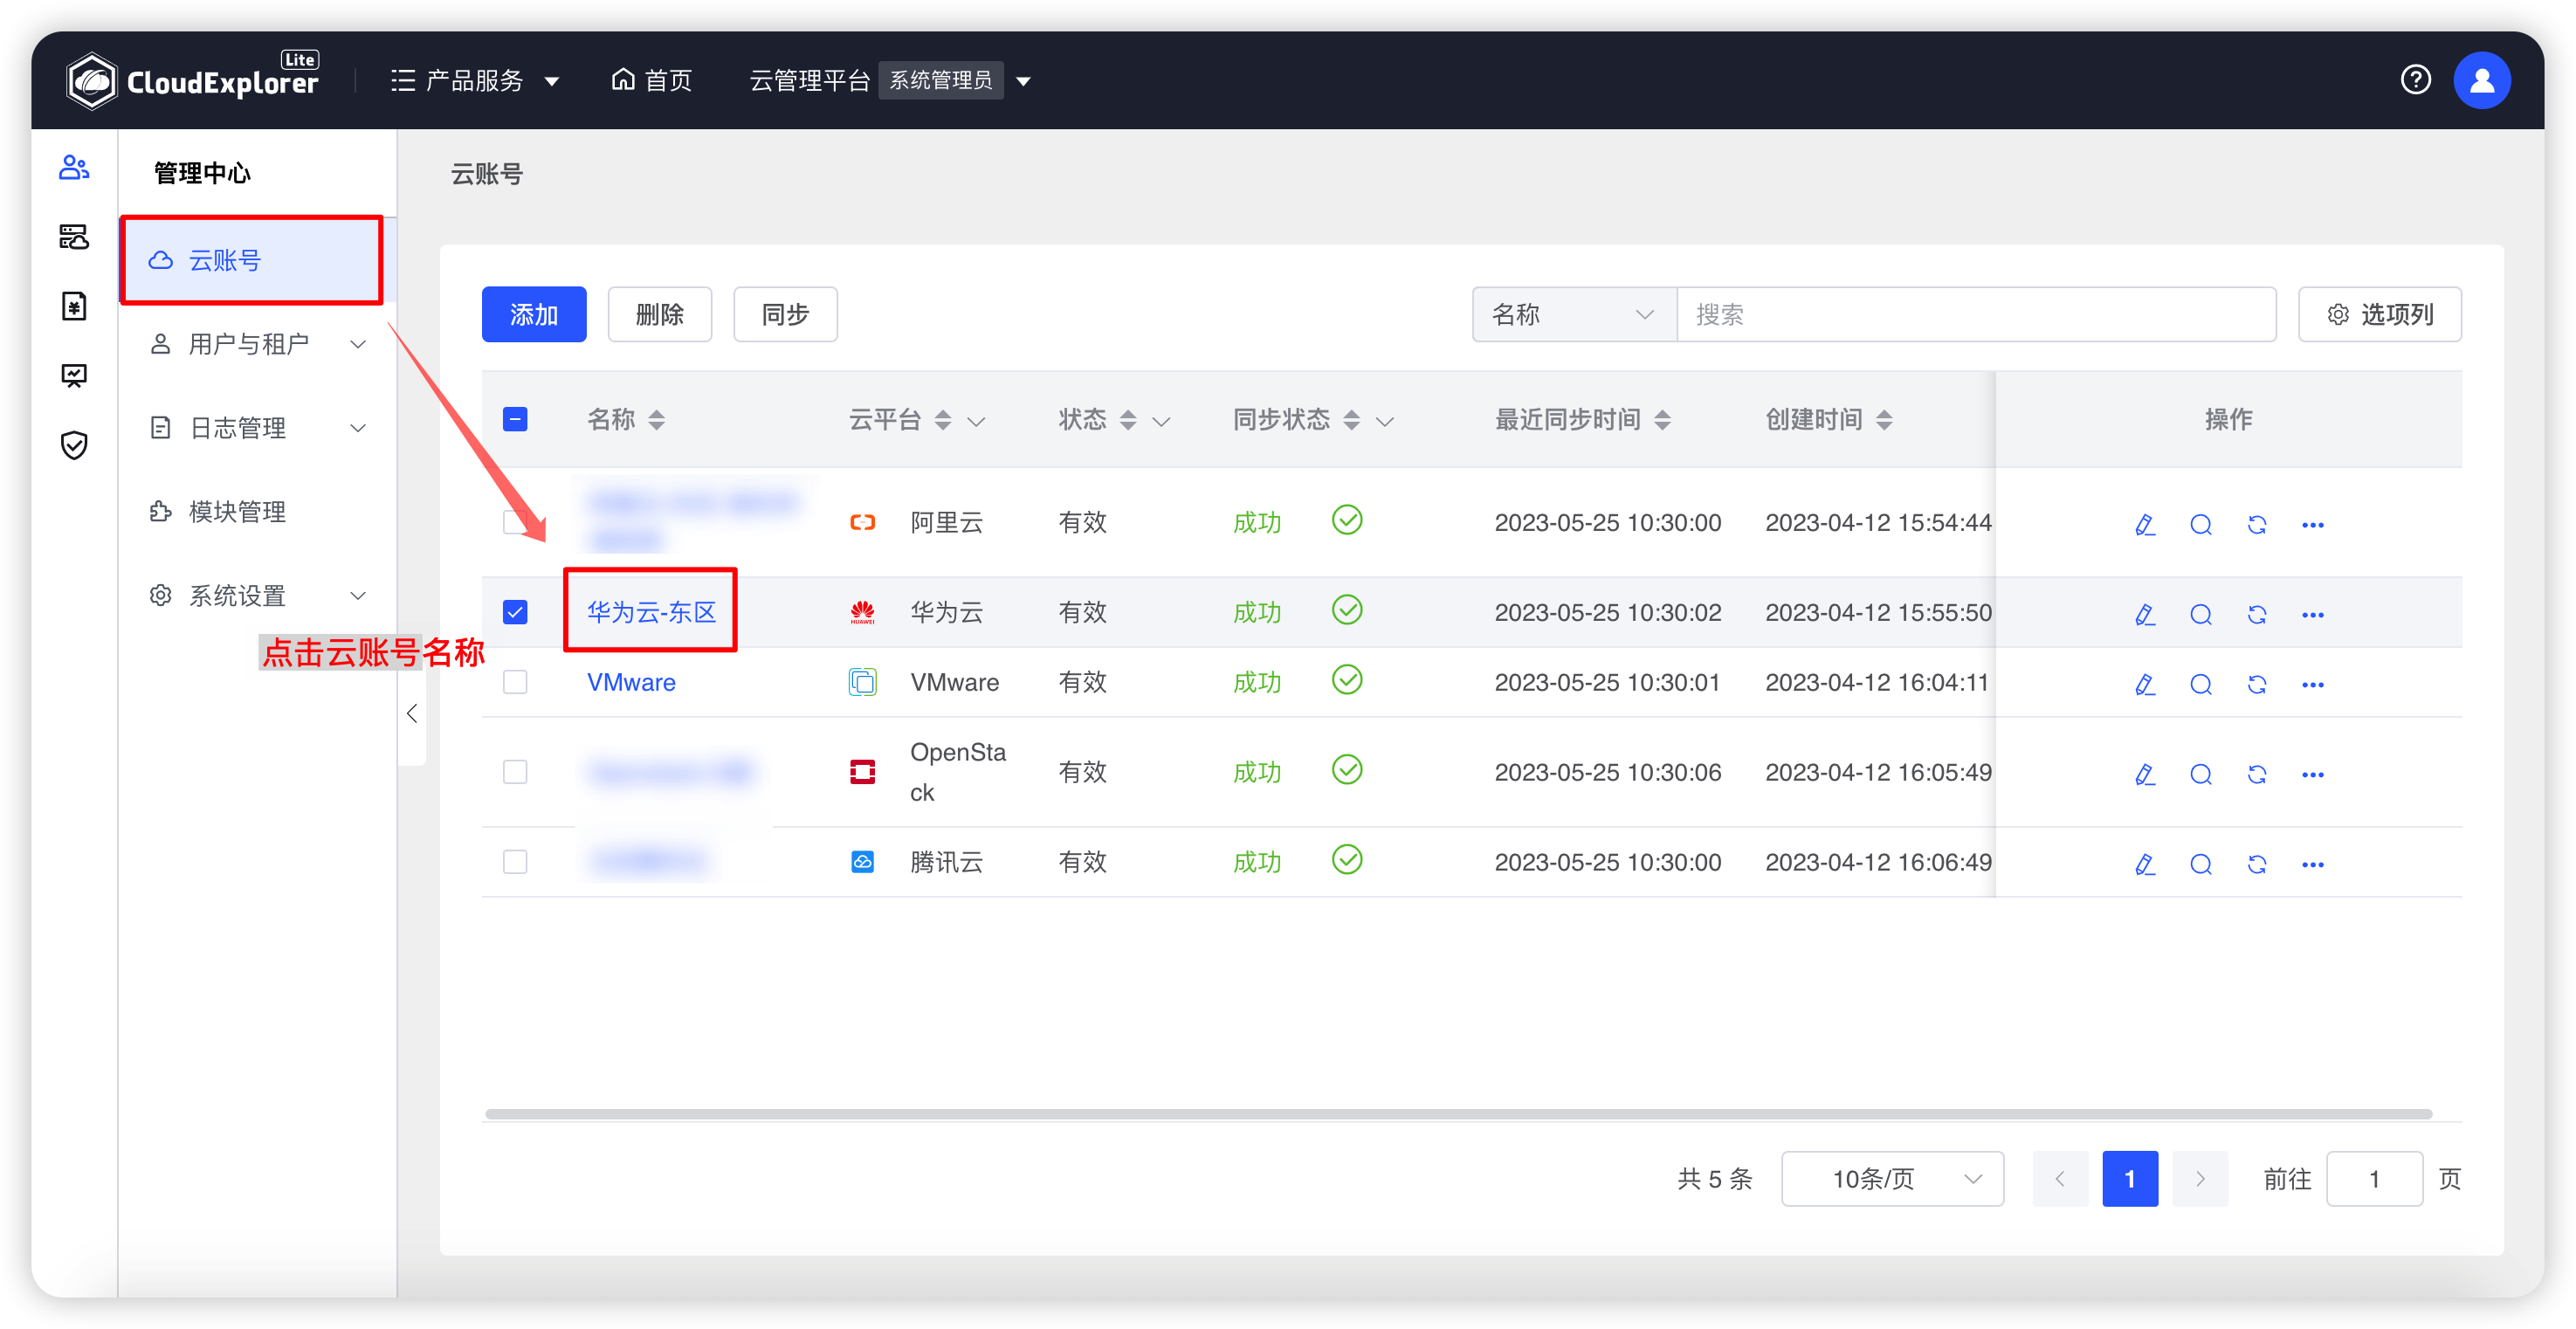 CloudExplorer Lite
产品服务
首页
云管理平台 系统管理员
管理中心
云账号
用户与租户
日志管理
模块管理
系统设置
点击云账号名称
云账号
添加 删除 同步
名称 搜索 选项列
名称 云平台 状态 同步状态 最近同步时间 创建时间 操作
阿里云 有效 成功 2023-05-25 10:30:00 2023-04-12 15:54:44
华为云-东区 HUAWEI 华为云 有效 成功 2023-05-25 10:30:02 2023-04-12 15:55:50
VMware VMware 有效 成功 2023-05-25 10:30:01 2023-04-12 16:04:11
OpenSta
ck 有效 成功 2023-05-25 10:30:06 2023-04-12 16:05:49
腾讯云 有效 成功 2023-05-25 10:30:00 2023-04-12 16:06:49
共 5 条 10条/页 1 前往 1 页